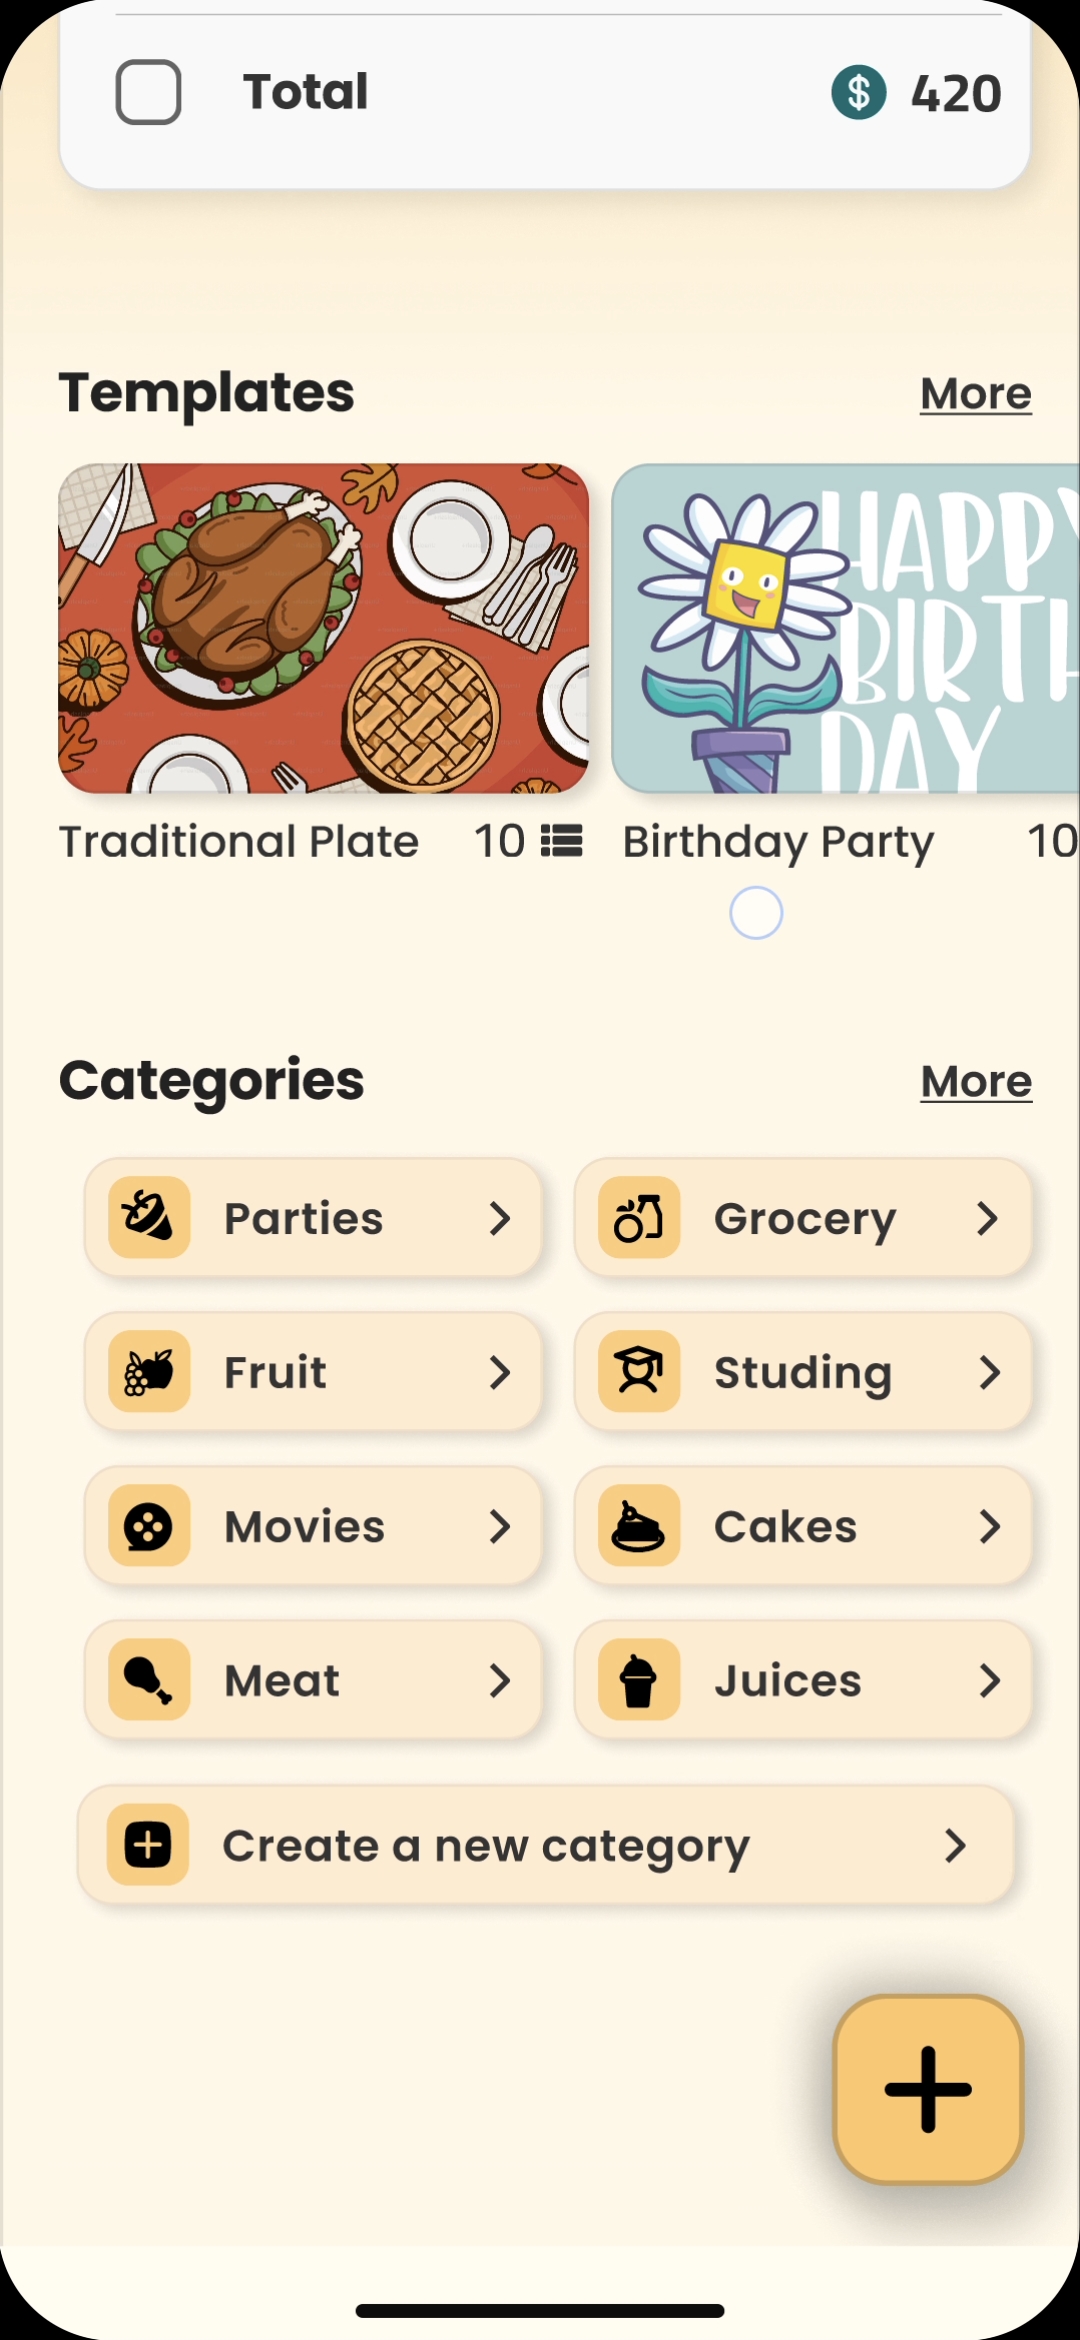 Total $ 420
Templates More
HAPPY
BIRTH
DAY
Traditional Plate 10 Birthday Party 10
Categories More
Parties Grocery
Fruit Studing
Movies Cakes
Meat Juices
Create a new category